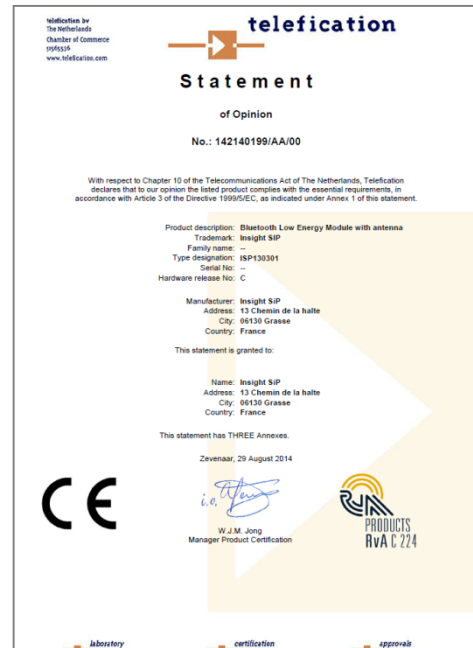 telefication bv
The Netherlands
Chamber of Commerce
51565536
www.telefication.com
telefication
Statement
of Opinion
No.: 142140199/AA/00
With respect to Chapter 10 of the Telecommunications Act of The Netherlands, Telefication
declares that to our opinion the listed product complies with the essential requirements, in
accordance with Article 3 of the Directive 1999/5/EC, as indicated under Annex 1 of this statement.
Product description: Bluetooth Low Energy Module with antenna
Trademark: Insight SIP
Family name: --
Type designation: ISP130301
Serial No: --
Hardware release No: C
Manufacturer: Insight SiP
Address: 13 Chemin de la halte
City: 06130 Grasse
Country: France
This statement is granted to:
Name: Insight SiP
Address: 13 Chemin de la halte
City: 06130 Grasse
Country: France
This statement has THREE Annexes.
Zevenaar, 29 August 2014
CE
i.o.
W.J.M. Jong
Manager Product Certification
RvA
PRODUCTS
RvA C 224
laboratory
certification
approvals